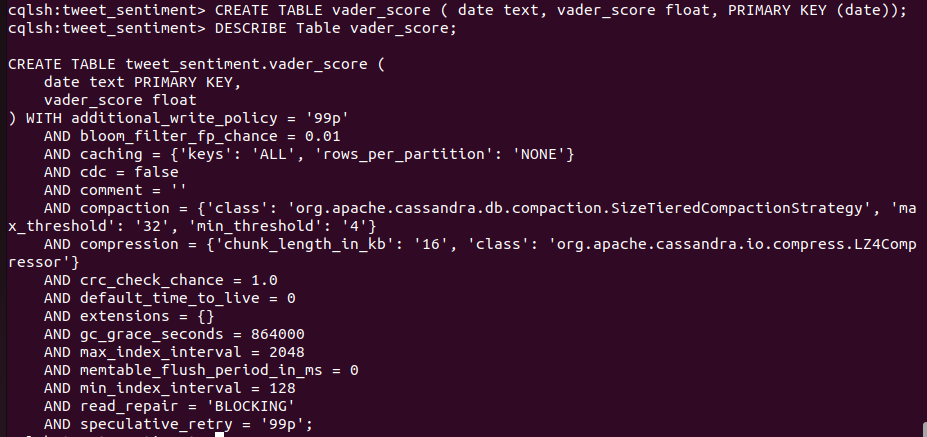 cqlsh:tweet_sentiment> CREATE TABLE vader_score ( date text, vader_score float, PRIMARY KEY (date));
cqlsh:tweet_sentiment> DESCRIBE Table vader_score;
CREATE TABLE tweet_sentiment.vader_score (
    date text PRIMARY KEY,
    vader_score float
) WITH additional_write_policy = '99p'
    AND bloom_filter_fp_chance = 0.01
    AND caching = {'keys': 'ALL', 'rows_per_partition': 'NONE'}
    AND cdc = false
    AND comment = ''
    AND compaction = {'class': 'org.apache.cassandra.db.compaction.SizeTieredCompactionStrategy', 'ma
x_threshold': '32', 'min_threshold': '4'}
    AND compression = {'chunk_length_in_kb': '16', 'class': 'org.apache.cassandra.io.compress.LZ4Comp
ressor'}
    AND crc_check_chance = 1.0
    AND default_time_to_live = 0
    AND extensions = {}
    AND gc_grace_seconds = 864000
    AND max_index_interval = 2048
    AND memtable_flush_period_in_ms = 0
    AND min_index_interval = 128
    AND read_repair = 'BLOCKING'
    AND speculative_retry = '99p';